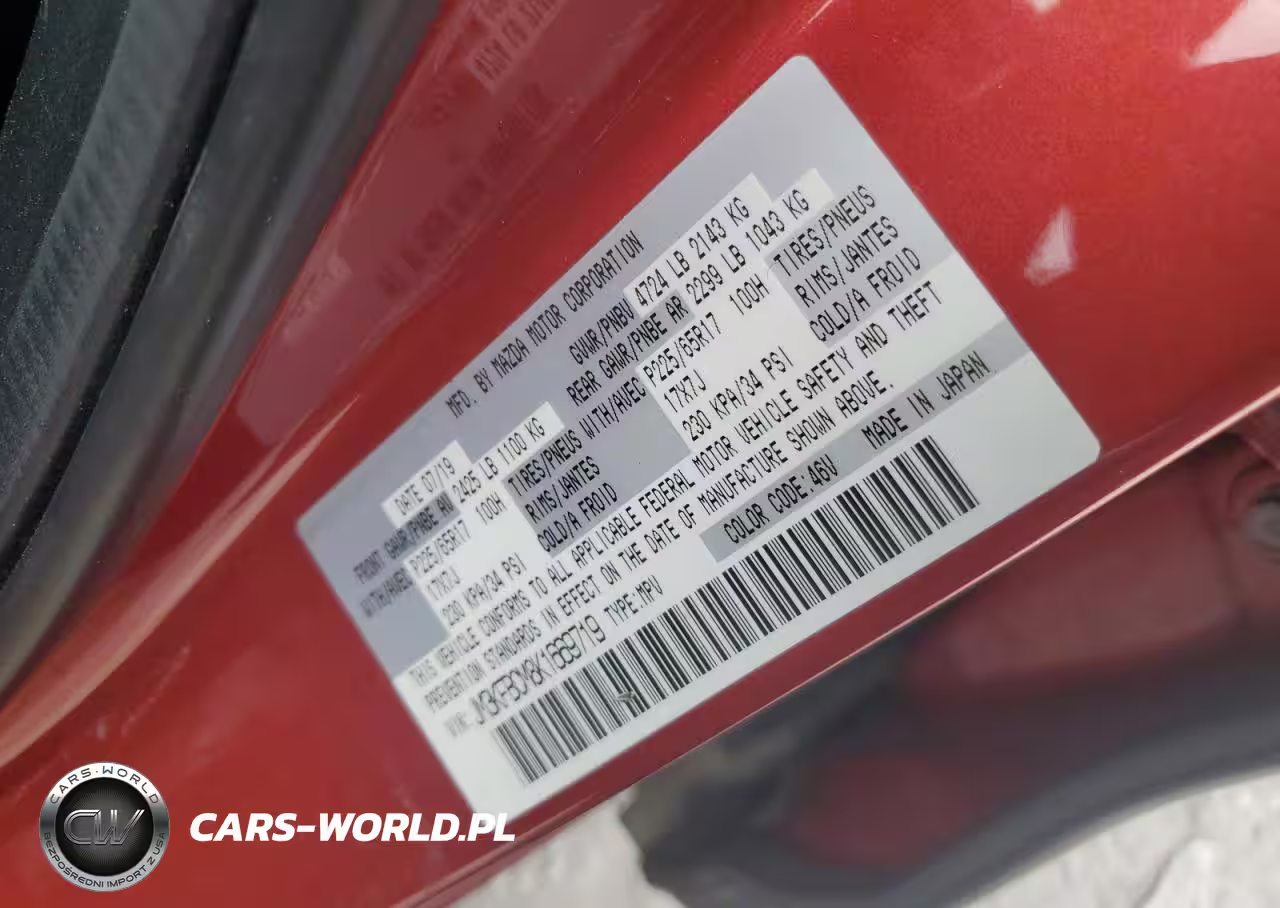 MFD. BY MAZDA MOTOR CORPORATION
DATE 07/19 GVWR/PNBV 4724 LB 2143 KG
FRONT GAWR/PNBE AV 2425 LB 1100 KG REAR GAWR/PNBE AR 2299 LB 1043 KG
WITH/AVEC P225/65R17 100H TIRES/PNEUS WITH/AVEC P225/65R17 100H TIRES/PNEUS
17X7J RIMS/JANTES 17X7J RIMS/JANTES
230 KPA/34 PSI COLD/A FROID 230 KPA/34 PSI COLD/A FROID
THIS VEHICLE CONFORMS TO ALL APPLICABLE FEDERAL MOTOR VEHICLE SAFETY AND THEFT
PREVENTION STANDARDS IN EFFECT ON THE DATE OF MANUFACTURE SHOWN ABOVE.
VIN: JM3KFBCM8K1669719 TYPE:MPV COLOR CODE:46V MADE IN JAPAN
CARS-WORLD
CW
BEZPOŚREDNI IMPORT Z USA
CARS-WORLD.PL